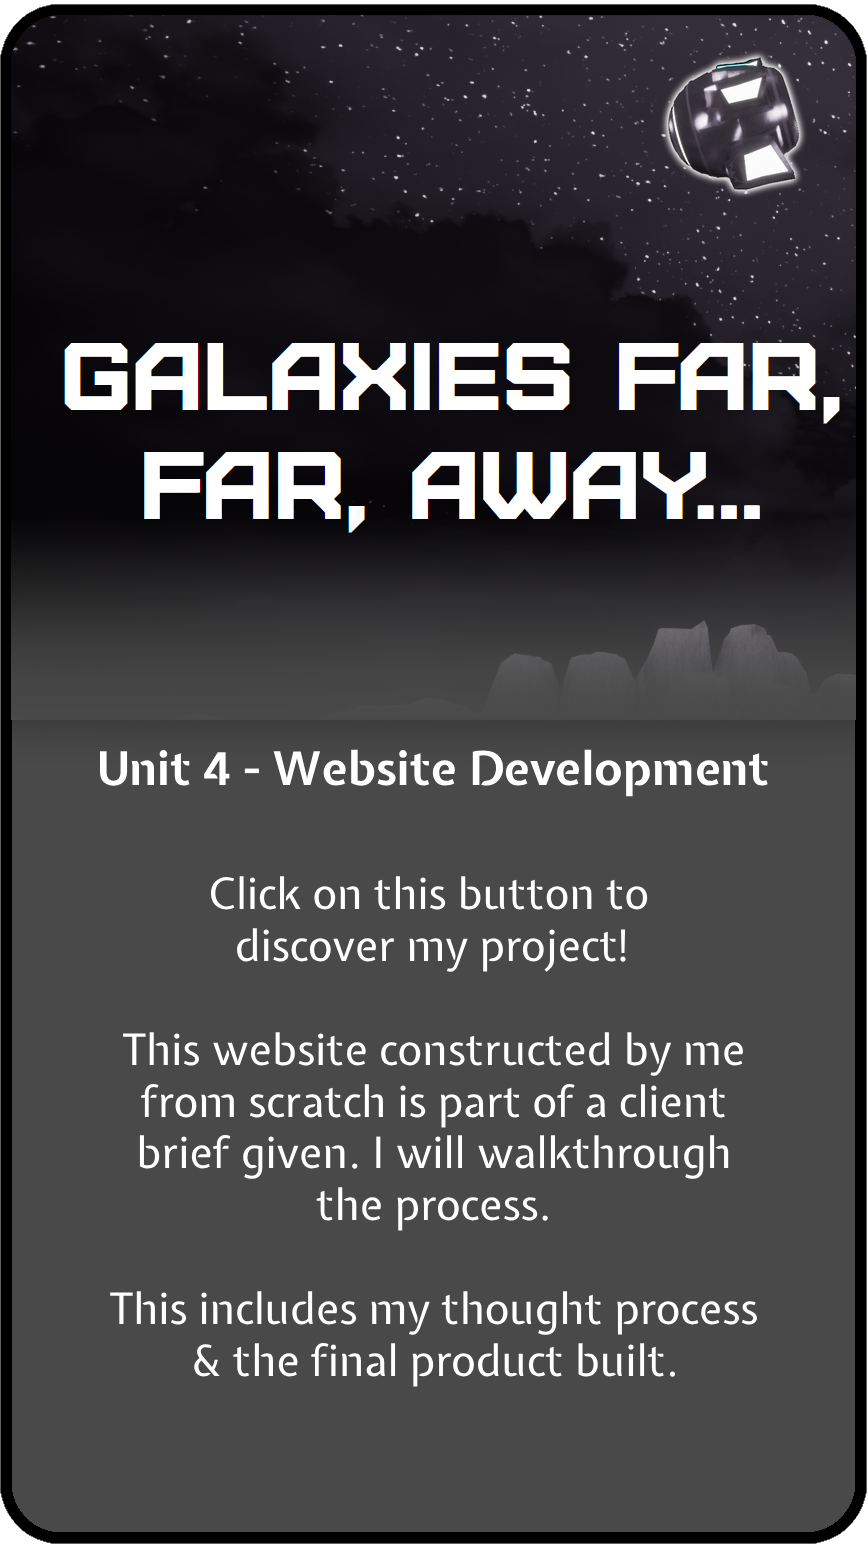 GALAXIES FAR,
FAR, AWAY...
Unit 4 - Website Development
Click on this button to
discover my project!
This website constructed by me
from scratch is part of a client
brief given. I will walkthrough
the process.
This includes my thought process
& the final product built.